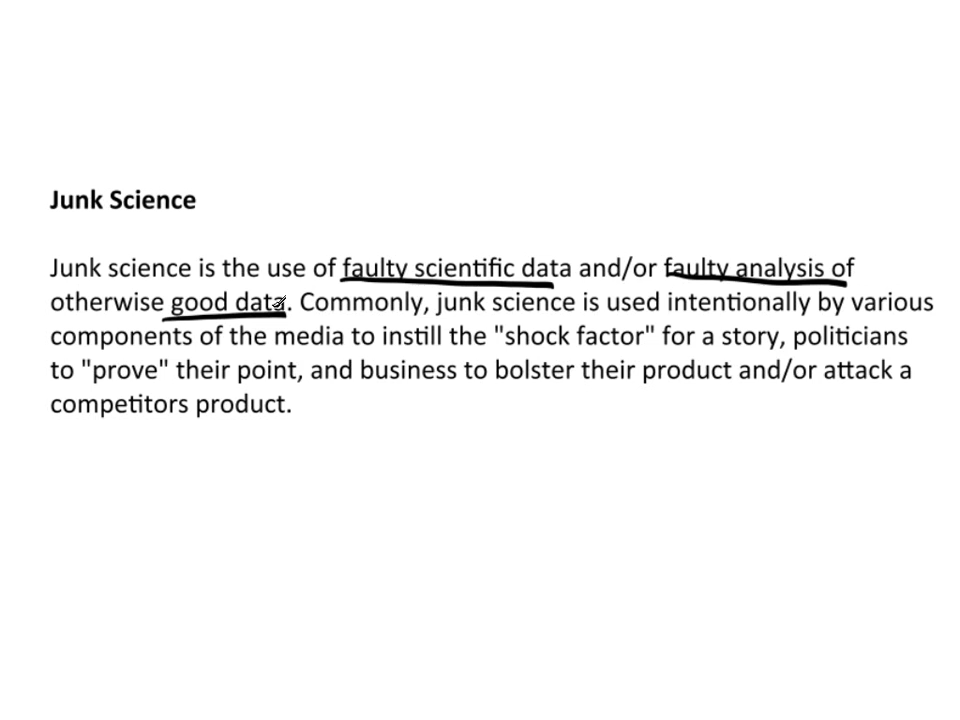 Junk Science
Junk science is the use of faulty scientific data and/or faulty analysis of
otherwise good data. Commonly, junk science is used intentionally by various
components of the media to instill the "shock factor" for a story, politicians
to "prove" their point, and business to bolster their product and/or attack a
competitors product.